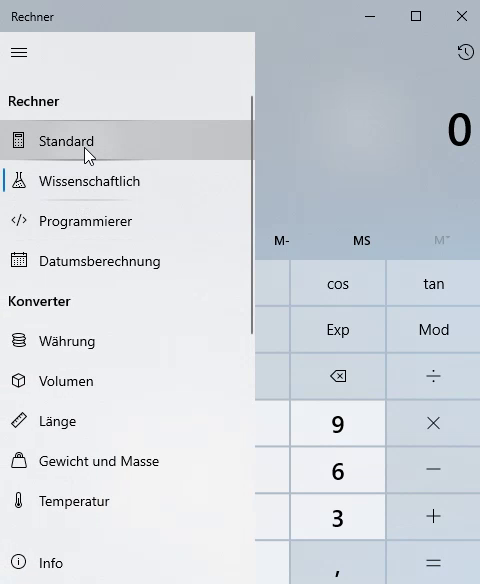 Rechner
0
Rechner
Standard
Wissenschaftlich
Programmierer
Datumsberechnung
Konverter
Währung
Volumen
Länge
Gewicht und Masse
Temperatur
Info
M- MS M˅
cos tan
Exp Mod
÷
9 ×
6 −
3 +
, =